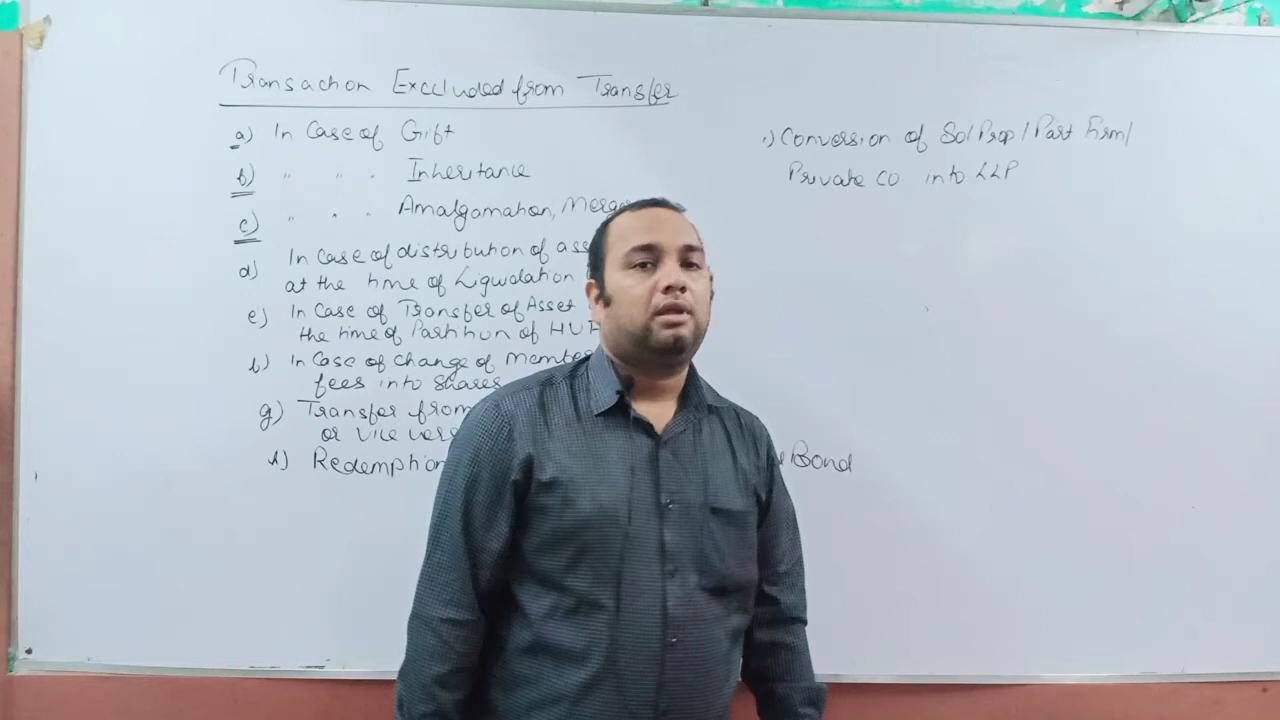 Transaction Excluded from Transfer
a) In Case of Gift
b) " " " Inheritance
c) " " " Amalgamation, Merge
d) In Case of distribution of ass
at the time of Liquidation
e) In Case of Transfer of Asset
the time of Partition of HUF
f) In Case of Change of Member
fees into Shares
g) Transfer from
or Vice vers
h) Redemption Bond
i) Conversion of Sol Prop / Part Firm /
Private Co into LLP